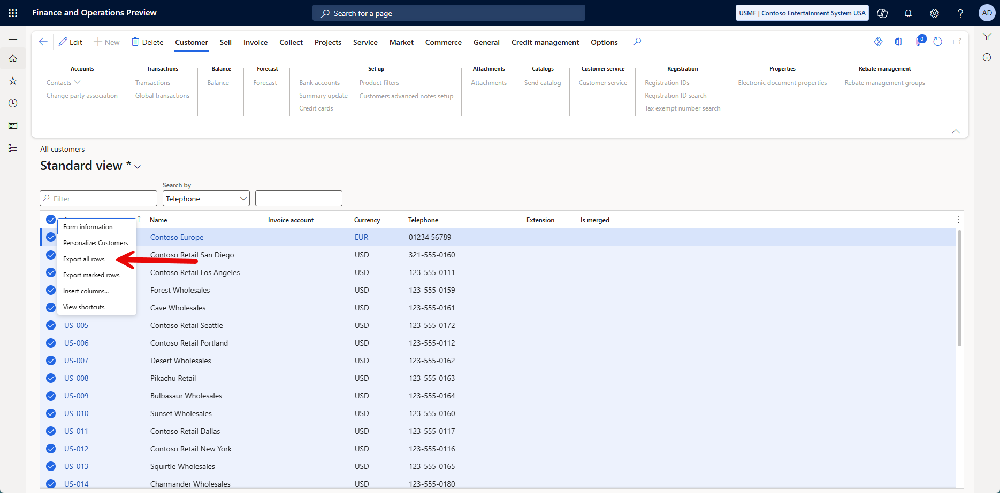 Finance and Operations Preview
Search for a page
USMF | Contoso Entertainment System USA
AD
Edit
New
Delete
Customer
Sell
Invoice
Collect
Projects
Service
Market
Commerce
General
Credit management
Options
0
Accounts
Contacts
Change party association
Transactions
Transactions
Global transactions
Balance
Balance
Forecast
Forecast
Set up
Bank accounts
Summary update
Credit cards
Product filters
Customers advanced notes setup
Attachments
Attachments
Catalogs
Send catalog
Customer service
Customer service
Registration
Registration IDs
Registration ID search
Tax exempt number search
Properties
Electronic document properties
Rebate management
Rebate management groups
All customers
Standard view *
Filter
Search by
Telephone
Name Invoice account Currency Telephone Extension Is merged
Form information
Personalize: Customers
Export all rows
Export marked rows
Insert columns...
View shortcuts
Contoso Europe EUR 01234 56789
Contoso Retail San Diego USD 321-555-0160
Contoso Retail Los Angeles USD 123-555-0111
Forest Wholesales USD 123-555-0159
Cave Wholesales USD 123-555-0161
US-005 Contoso Retail Seattle USD 123-555-0172
US-006 Contoso Retail Portland USD 123-555-0112
US-007 Desert Wholesales USD 123-555-0162
US-008 Pikachu Retail USD 123-555-0163
US-009 Bulbasaur Wholesales USD 123-555-0164
US-010 Sunset Wholesales USD 123-555-0160
US-011 Contoso Retail Dallas USD 123-555-0117
US-012 Contoso Retail New York USD 123-555-0116
US-013 Squirtle Wholesales USD 123-555-0165
US-014 Charmander Wholesales USD 123-555-0180